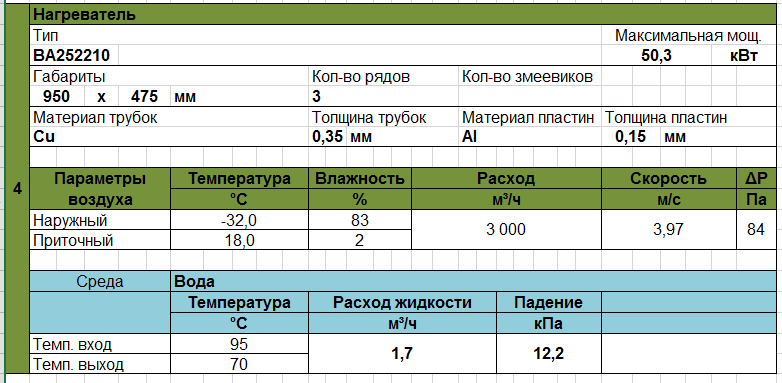 4
Нагреватель
Тип Максимальная мощ.
BA252210 50,3 кВт
Габариты Кол-во рядов Кол-во змеевиков
950 х 475 мм 3
Материал трубок Толщина трубок Материал пластин Толщина пластин
Cu 0,35 мм Al 0,15 мм
Параметры воздуха Температура Влажность Расход Скорость ΔP
°С % м³/ч м/с Па
Наружный -32,0 83 3 000 3,97 84
Приточный 18,0 2
Среда Вода
Температура Расход жидкости Падение
°С м³/ч кПа
Темп. вход 95 1,7 12,2
Темп. выход 70